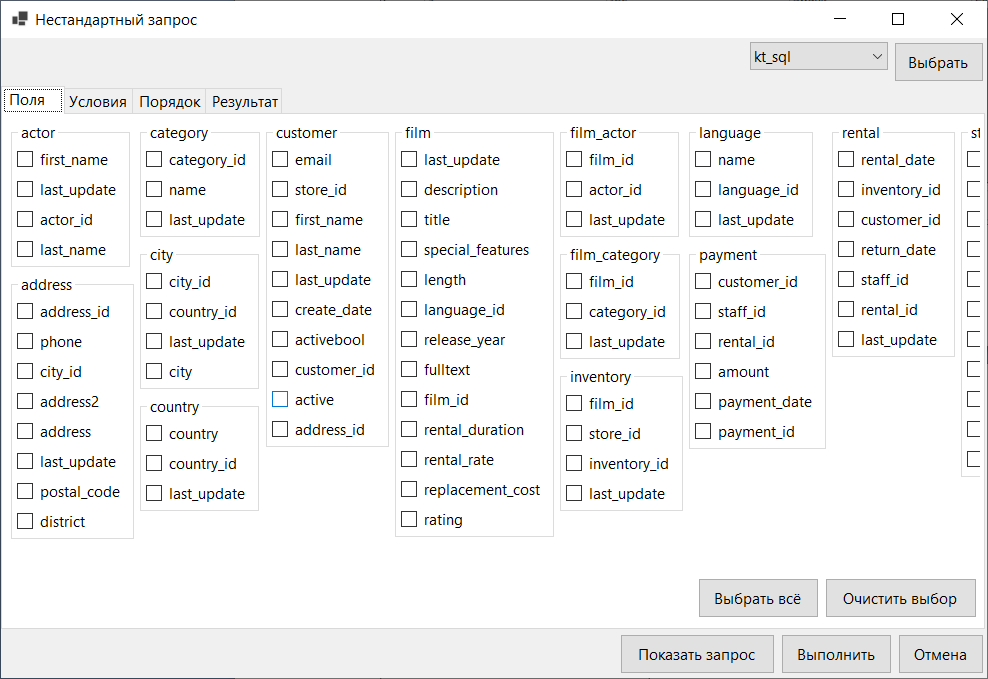 Нестандартный запрос
kt_sql
Выбрать
Поля
Условия
Порядок
Результат
actor
first_name
last_update
actor_id
last_name
address
address_id
phone
city_id
address2
address
last_update
postal_code
district
category
category_id
name
last_update
city
city_id
country_id
last_update
city
country
country
country_id
last_update
customer
email
store_id
first_name
last_name
last_update
create_date
activebool
customer_id
active
address_id
film
last_update
description
title
special_features
length
language_id
release_year
fulltext
film_id
rental_duration
rental_rate
replacement_cost
rating
film_actor
film_id
actor_id
last_update
film_category
film_id
category_id
last_update
inventory
film_id
store_id
inventory_id
last_update
language
name
language_id
last_update
payment
customer_id
staff_id
rental_id
amount
payment_date
payment_id
rental
rental_date
inventory_id
customer_id
return_date
staff_id
rental_id
last_update
Выбрать всё
Очистить выбор
Показать запрос
Выполнить
Отмена